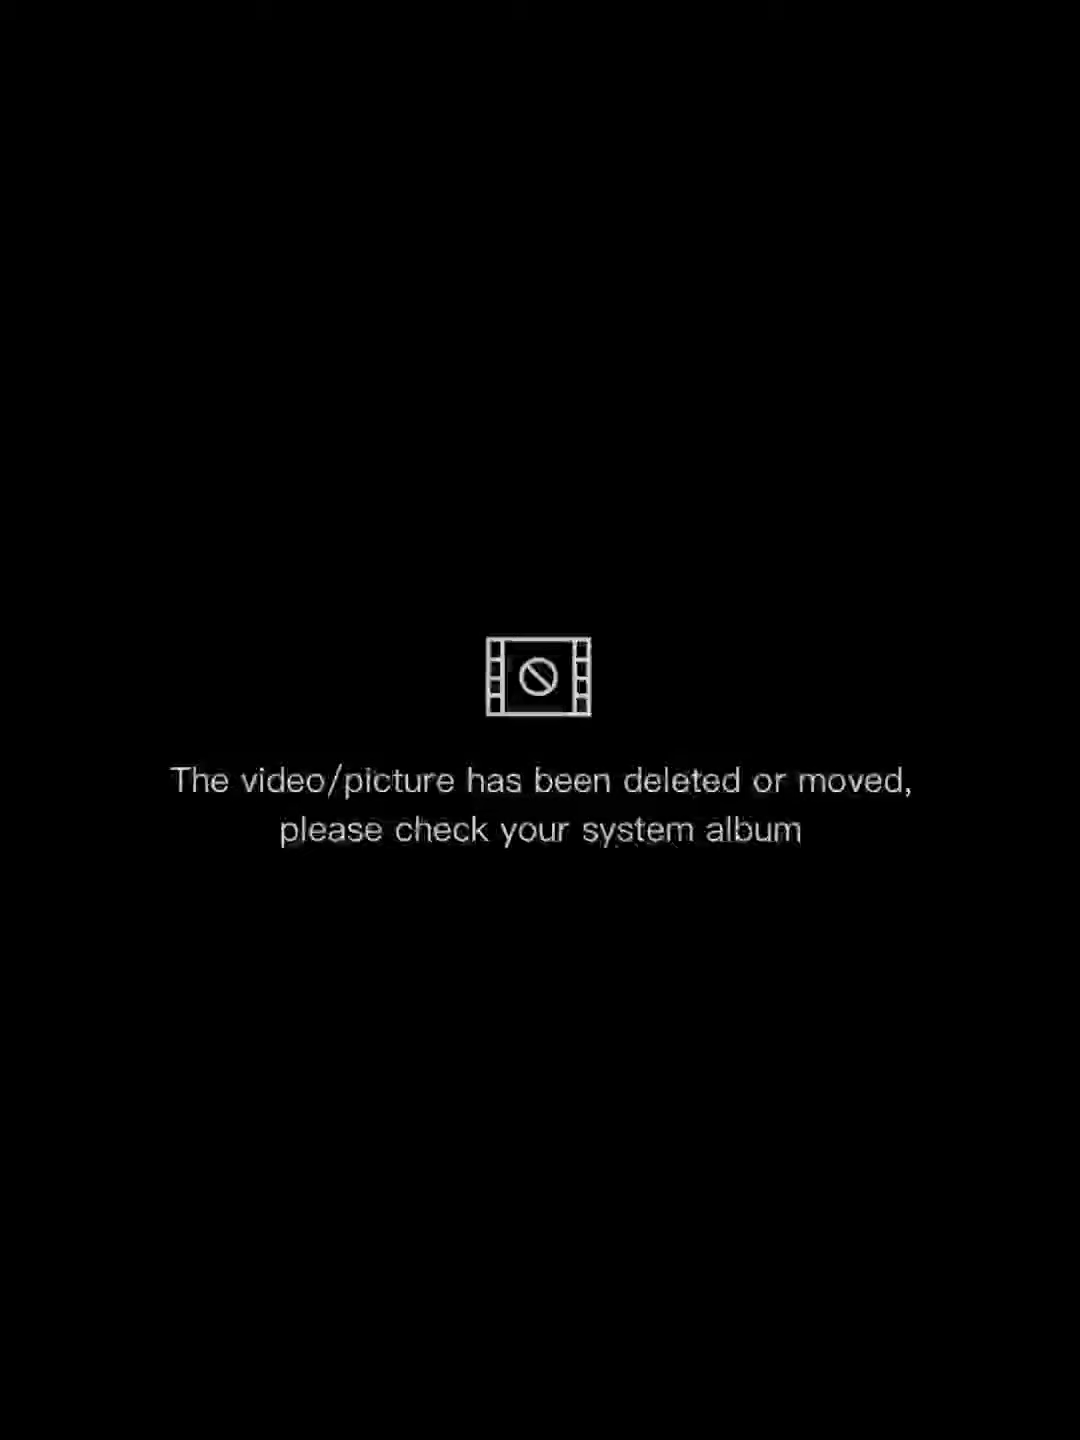 The video/picture has been deleted or moved,
please check your system album